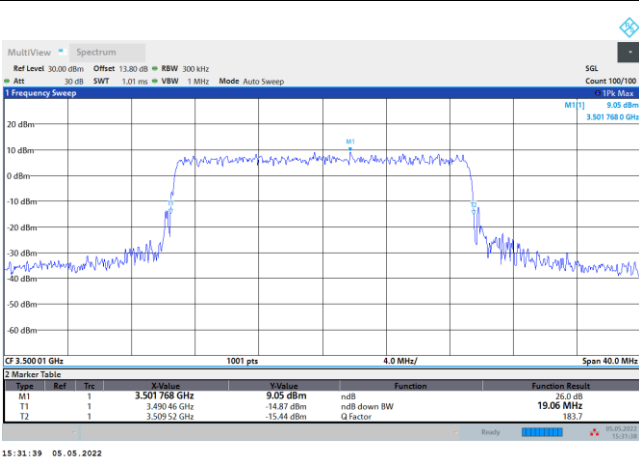 MultiView Spectrum
Ref Level 30.00 dBm Offset 13.80 dB RBW 300 kHz SGL
Att 30 dB SWT 1.01 ms VBW 1 MHz Mode Auto Sweep Count 100/100
1 Frequency Sweep 1Pk Max
M1[1] 9.05 dBm
3.501 768 0 GHz
20 dBm
M1
10 dBm
0 dBm
-10 dBm
T1 T2
-20 dBm
-30 dBm
-40 dBm
-50 dBm
-60 dBm
CF 3.500 01 GHz 1001 pts 4.0 MHz/ Span 40.0 MHz
2 Marker Table
Type Ref Trc X-Value Y-Value Function Function Result
M1 1 3.501 768 GHz 9.05 dBm ndB 26.0 dB
T1 1 3.490 46 GHz -14.87 dBm ndB down BW 19.06 MHz
T2 1 3.509 52 GHz -15.44 dBm Q Factor 183.7
Ready 05.05.2022
15:31:38
15:31:39 05.05.2022